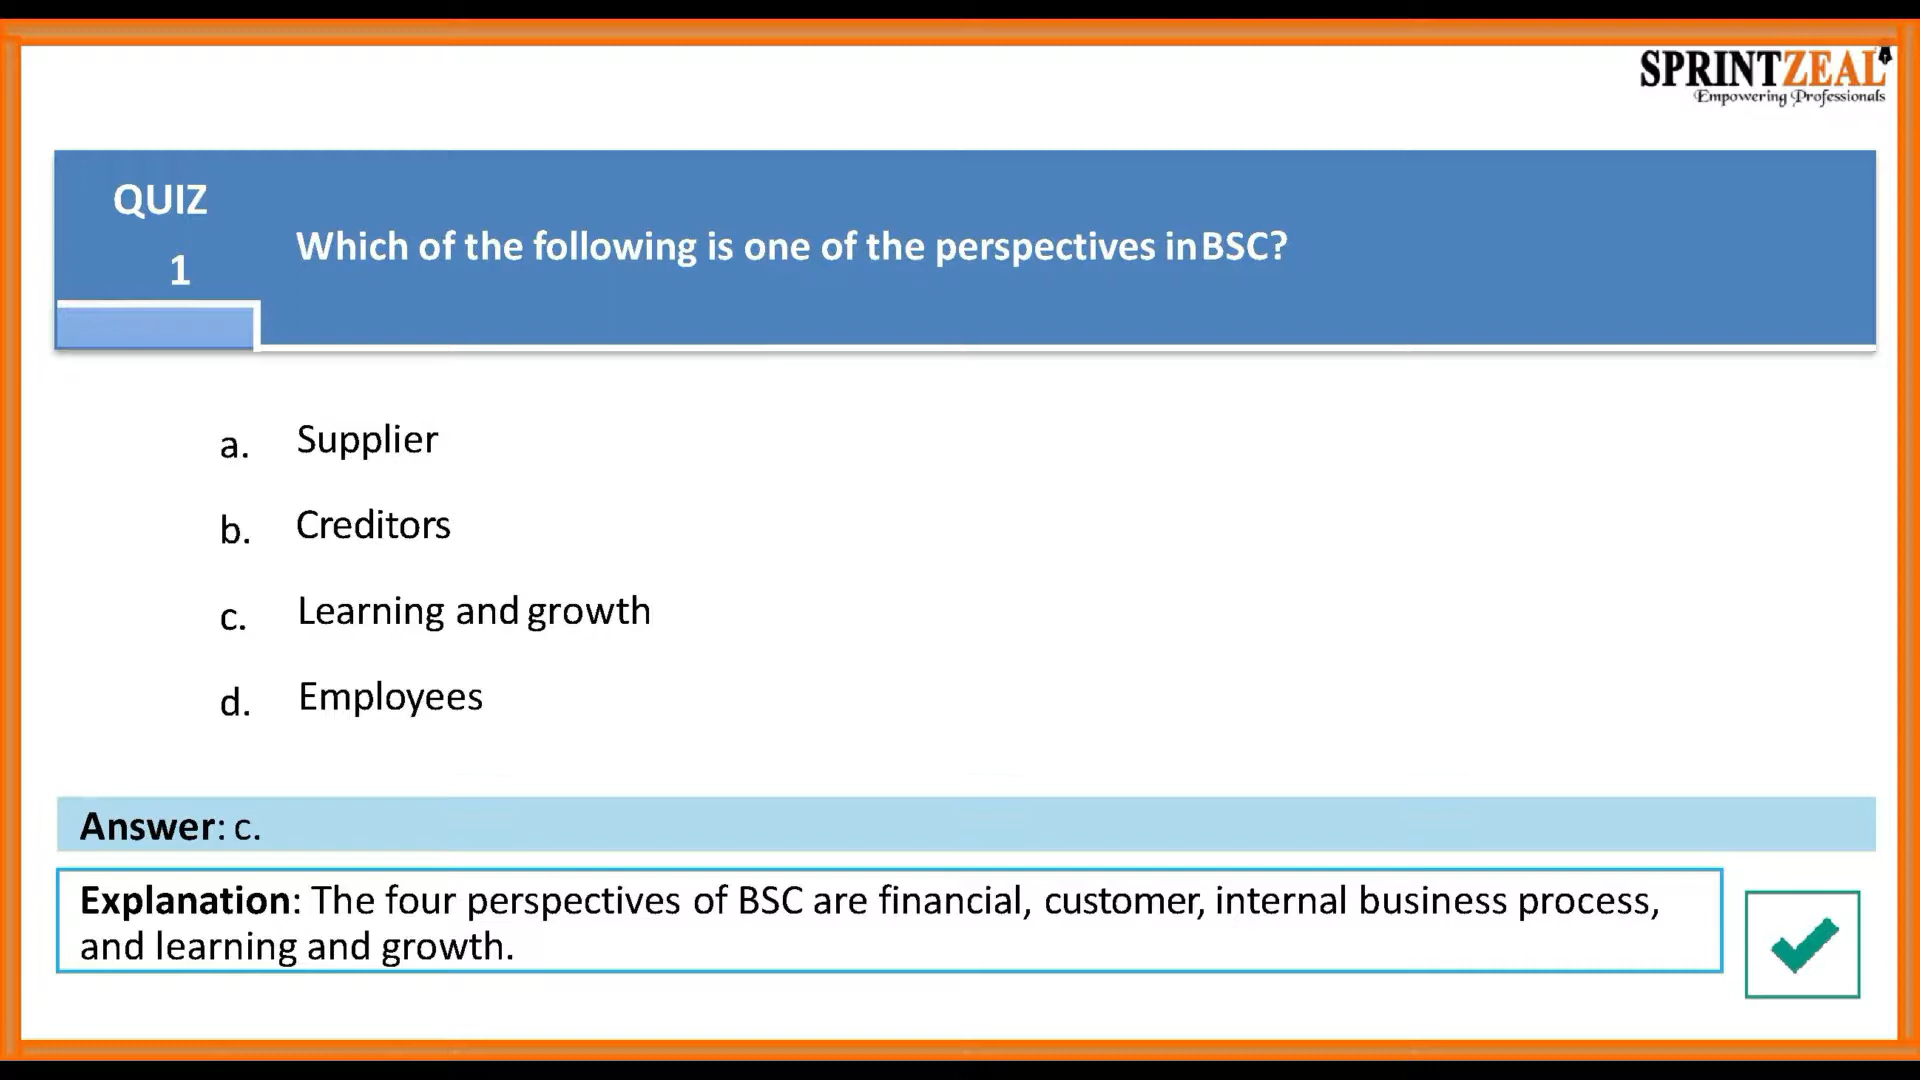 SPRINTZEAL
Empowering Professionals
QUIZ
1
Which of the following is one of the perspectives in BSC?
a. Supplier
b. Creditors
c. Learning and growth
d. Employees
Answer: c.
Explanation: The four perspectives of BSC are financial, customer, internal business process,
and learning and growth.